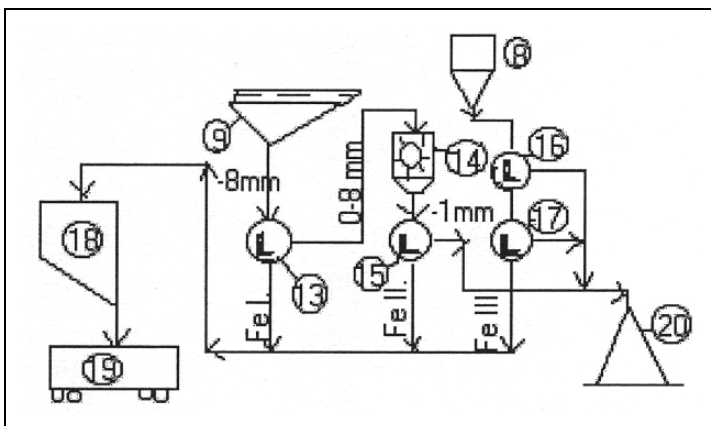 8
9
14
16
-8mm
0-8 mm
-1mm
17
18
L
L
L
L
13
15
Fe I.
Fe II.
Fe III
20
19